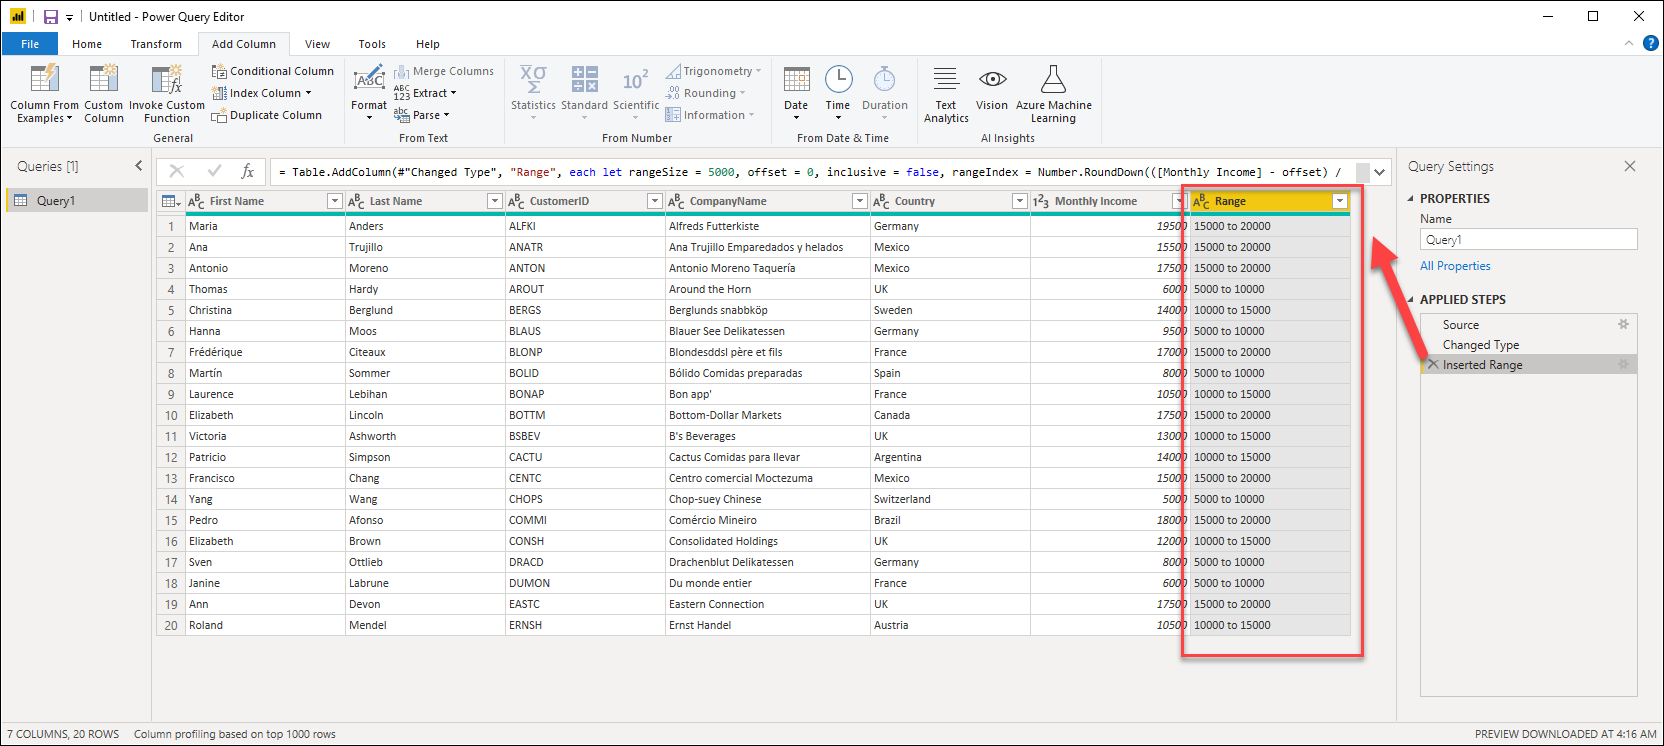 Untitled - Power Query Editor
File Home Transform Add Column View Tools Help
Column From Examples
Custom Column
Invoke Custom Function
Conditional Column
Index Column
Duplicate Column
General
Format
Merge Columns
Extract
Parse
From Text
Statistics
Standard
Scientific
Trigonometry
Rounding
Information
From Number
Date
Time
Duration
From Date & Time
Text Analytics
Vision
Azure Machine Learning
AI Insights
Queries [1]
Query1
= Table.AddColumn(#"Changed Type", "Range", each let rangeSize = 5000, offset = 0, inclusive = false, rangeIndex = Number.RoundDown(([Monthly Income] - offset) /
First Name Last Name CustomerID CompanyName Country Monthly Income Range
1 Maria Anders ALFKI Alfreds Futterkiste Germany 19500 15000 to 20000
2 Ana Trujillo ANATR Ana Trujillo Emparedados y helados Mexico 15500 15000 to 20000
3 Antonio Moreno ANTON Antonio Moreno Taquería Mexico 17500 15000 to 20000
4 Thomas Hardy AROUT Around the Horn UK 6000 5000 to 10000
5 Christina Berglund BERGS Berglunds snabbköp Sweden 14000 10000 to 15000
6 Hanna Moos BLAUS Blauer See Delikatessen Germany 9500 5000 to 10000
7 Frédérique Citeaux BLONP Blondesddsl père et fils France 17000 15000 to 20000
8 Martín Sommer BOLID Bólido Comidas preparadas Spain 8000 5000 to 10000
9 Laurence Lebihan BONAP Bon app' France 10500 10000 to 15000
10 Elizabeth Lincoln BOTTM Bottom-Dollar Markets Canada 17500 15000 to 20000
11 Victoria Ashworth BSBEV B's Beverages UK 13000 10000 to 15000
12 Patricio Simpson CACTU Cactus Comidas para llevar Argentina 14000 10000 to 15000
13 Francisco Chang CENTC Centro comercial Moctezuma Mexico 15000 15000 to 20000
14 Yang Wang CHOPS Chop-suey Chinese Switzerland 5000 5000 to 10000
15 Pedro Afonso COMMI Comércio Mineiro Brazil 18000 15000 to 20000
16 Elizabeth Brown CONSH Consolidated Holdings UK 12000 10000 to 15000
17 Sven Ottlieb DRACD Drachenblut Delikatessen Germany 8000 5000 to 10000
18 Janine Labrune DUMON Du monde entier France 6000 5000 to 10000
19 Ann Devon EASTC Eastern Connection UK 17500 15000 to 20000
20 Roland Mendel ERNSH Ernst Handel Austria 10500 10000 to 15000
Query Settings
PROPERTIES
Name
Query1
All Properties
APPLIED STEPS
Source
Changed Type
Inserted Range
7 COLUMNS, 20 ROWS Column profiling based on top 1000 rows
PREVIEW DOWNLOADED AT 4:16 AM